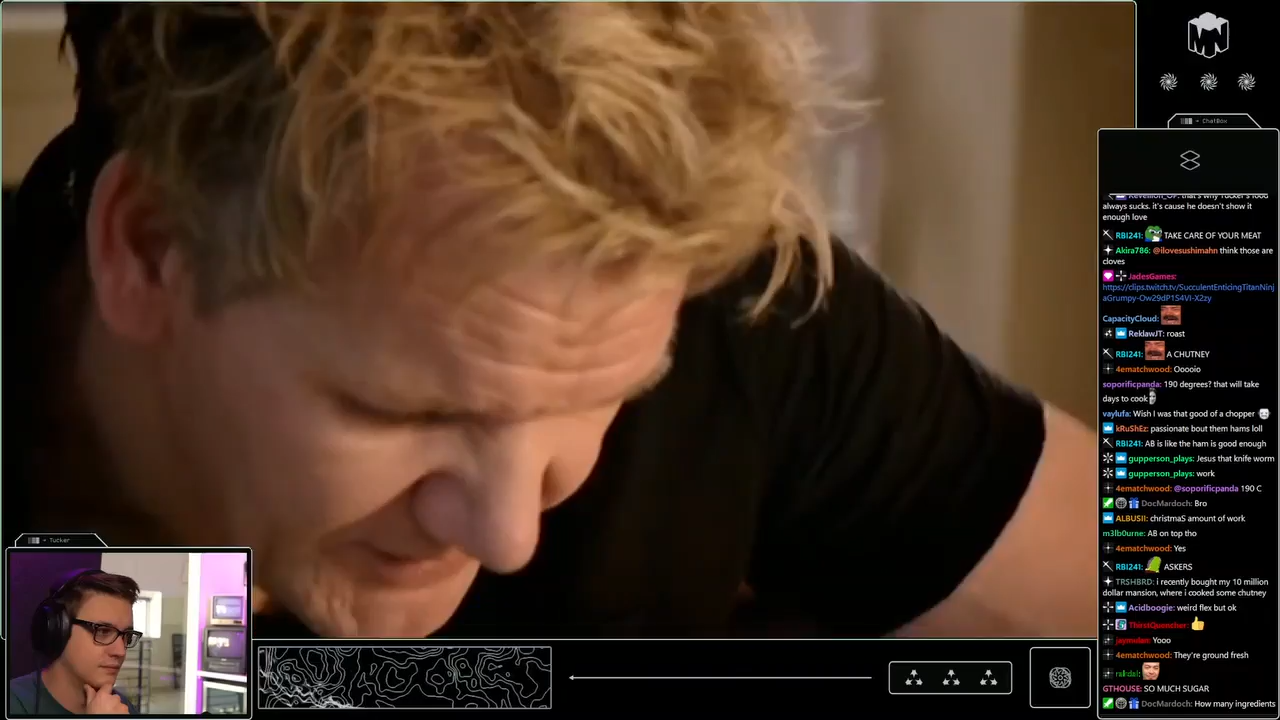 + ChatBox
Revellion_OP: that's why Tucker's food
always sucks. it's cause he doesn't show it
enough love
RBI241: TAKE CARE OF YOUR MEAT
Akira786: @ilovesushimahn think those are
cloves
JadesGames:
https://clips.twitch.tv/SucculentEnticingTitanNinj
aGrumpy-Ow29dP1S4VI-X2zy
CapacityCloud:
ReklawJT: roast
RBI241: A CHUTNEY
4ematchwood: Ooooio
soporificpanda: 190 degrees? that will take
days to cook
vaylufa: Wish I was that good of a chopper
kRuShEz: passionate bout them hams loll
RBI241: AB is like the ham is good enough
gupperson_plays: Jesus that knife worm
gupperson_plays: work
4ematchwood: @soporificpanda 190 C
DocMardoch: Bro
ALBUSII: christmaS amount of work
m3lb0urne: AB on top tho
4ematchwood: Yes
RBI241: ASKERS
TRSHBRD: i recently bought my 10 million
dollar mansion, where i cooked some chutney
Acidboogie: weird flex but ok
ThirstQuencher:
jaymulam Yooo
4ematchwood: They're ground fresh
GTHOUSE: SO MUCH SUGAR
DocMardoch: How many ingredients
+ Tucker